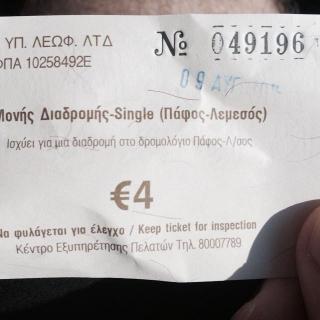 ΥΠ. ΛΕΩΦ. ΛΤΔ
№ 049196
ΦΠΑ 10258492E
09 ΑΥΓ
Μονής Διαδρομής-Single (Πάφος-Λεμεσός)
Ισχύει για μια διαδρομή στο δρομολόγιο Πάφος-Λ/σος
€4
Να φυλάγεται για έλεγχο / Keep ticket for inspection
Κέντρο Εξυπηρέτησης Πελατών Τηλ. 80007789